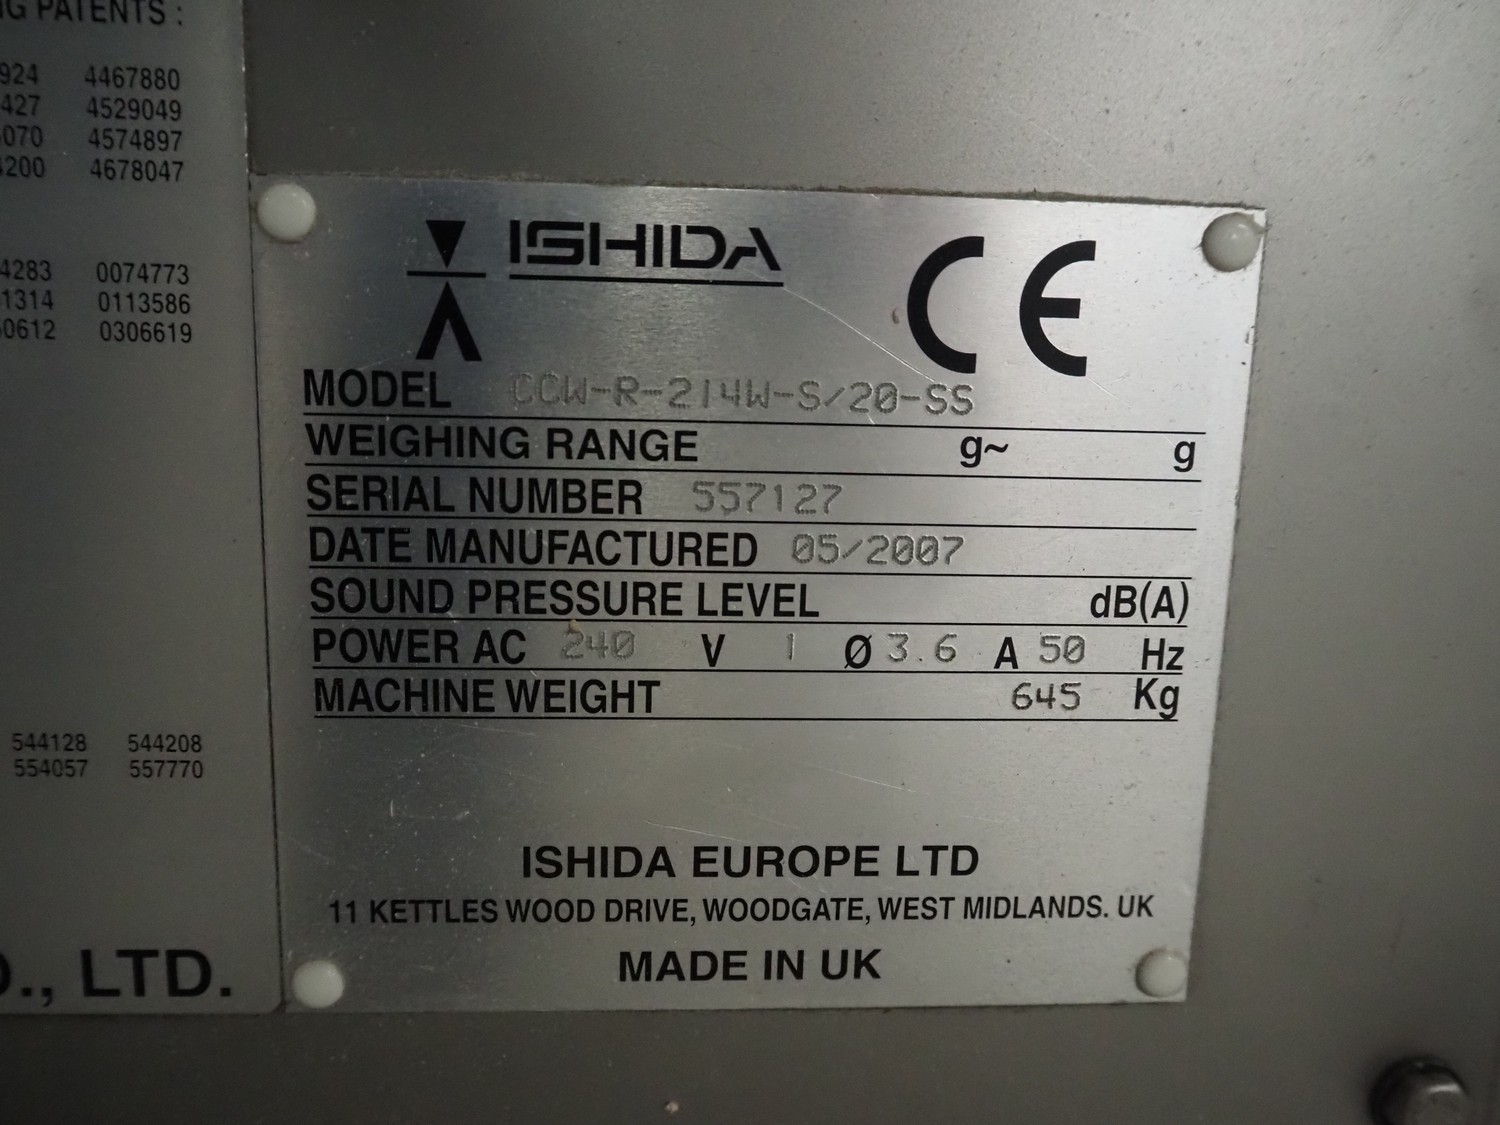 PATENTS :
924 4467880
427 4529049
070 4574897
4200 4678047
4283 0074773
1314 0113586
0612 0306619
544128 544208
554057 557770
., LTD.
ISHIDA CE
MODEL CCW-R-214W-S/20-SS
WEIGHING RANGE g~ g
SERIAL NUMBER 557127
DATE MANUFACTURED 05/2007
SOUND PRESSURE LEVEL dB(A)
POWER AC 240 V 1 Ø 3.6 A 50 Hz
MACHINE WEIGHT 645 Kg
ISHIDA EUROPE LTD
11 KETTLES WOOD DRIVE, WOODGATE, WEST MIDLANDS. UK
MADE IN UK